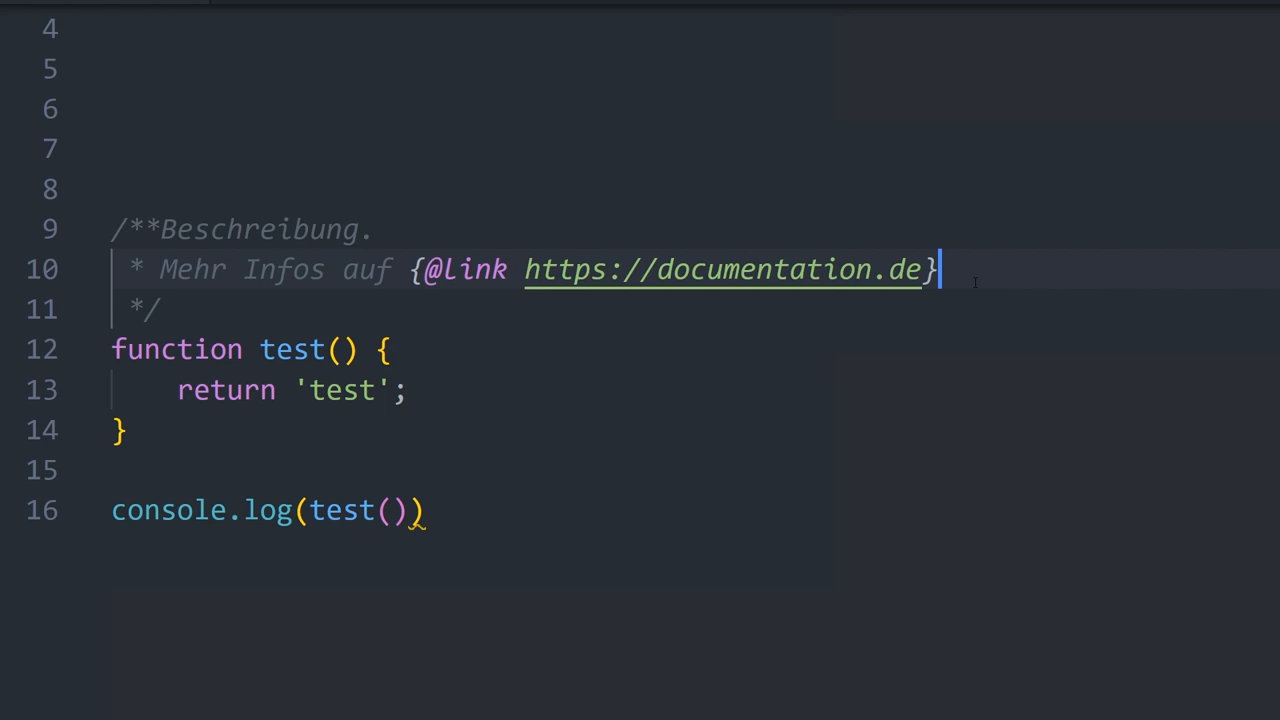 4
5
6
7
8
9 /**Beschreibung.
10 * Mehr Infos auf {@link https://documentation.de}
11 */
12 function test() {
13 return 'test';
14 }
15
16 console.log(test())